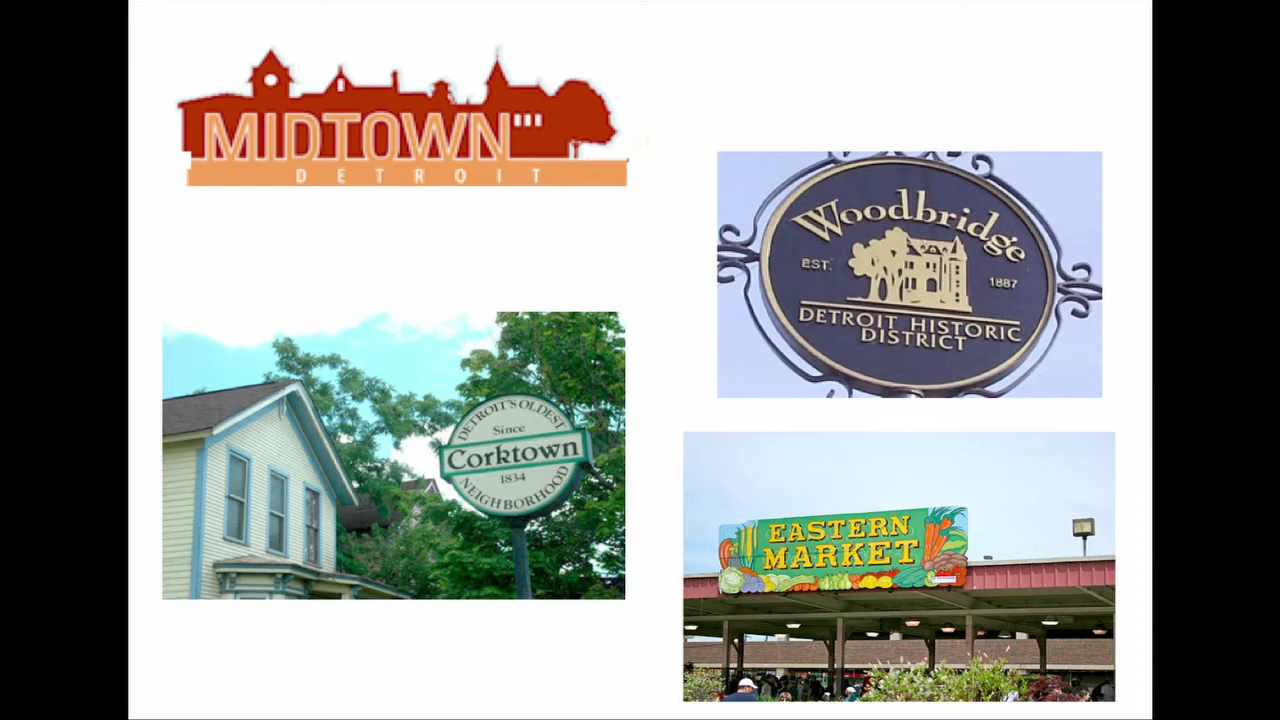 MIDTOWN
DETROIT
Woodbridge
EST. 1887
DETROIT HISTORIC
DISTRICT
DETROIT'S OLDEST
Since
Corktown
1834
NEIGHBORHOOD
EASTERN
MARKET